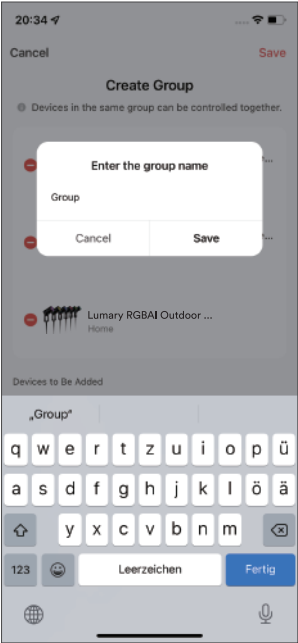 20:34
Cancel
Save
Create Group
Devices in the same group can be controlled together.
Enter the group name
Group
Cancel
Save
Lumary RGBAI Outdoor ...
Home
Devices to Be Added
„Group“
q w e r t z u i o p ü
a s d f g h j k l ö ä
y x c v b n m
123
Leerzeichen
Fertig